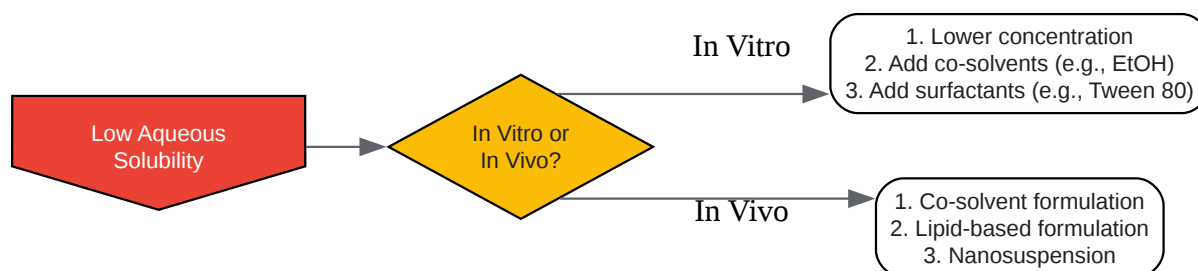 Low Aqueous
Solubility
In Vitro or
In Vivo?
In Vitro
1. Lower concentration
2. Add co-solvents (e.g., EtOH)
3. Add surfactants (e.g., Tween 80)
In Vivo
1. Co-solvent formulation
2. Lipid-based formulation
3. Nanosuspension